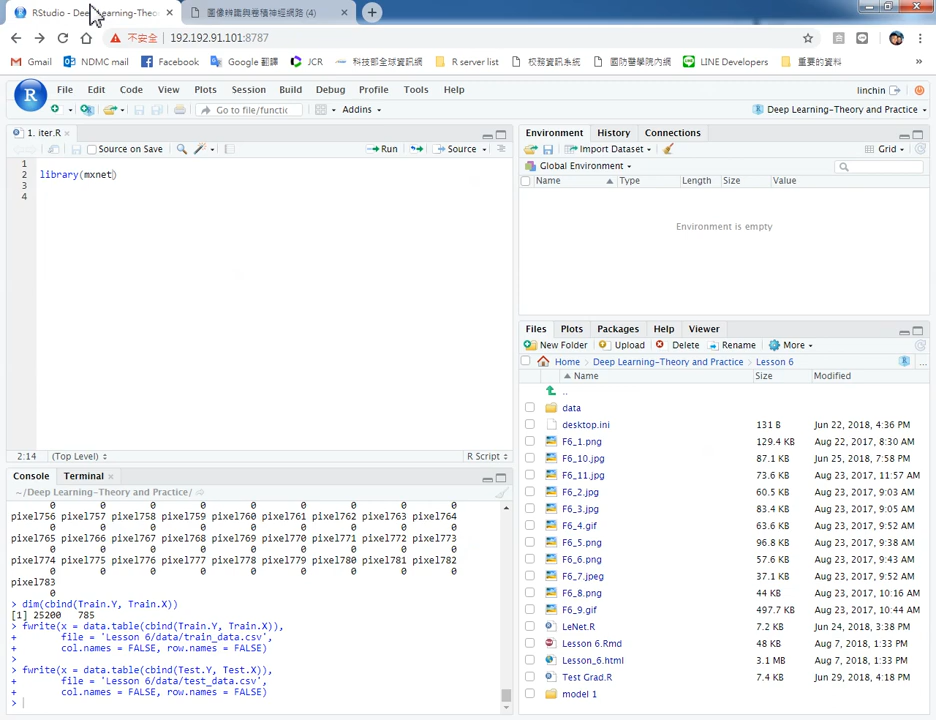 RStudio - Deep Learning-Theo
圖像辨識與卷積神經網路 (4)
不安全 192.192.91.101:8787
Gmail NDMC mail Facebook Google 翻譯 JCR 科技部全球資訊網 R server list 校務資訊系統 國防醫學院內網 LINE Developers 重要的資料 »
File Edit Code View Plots Session Build Debug Profile Tools Help linchin
Go to file/functic Addins Deep Learning-Theory and Practice
1. iter.R
Source on Save Run Source
1
2 library(mxnet)
3
4
2:14 (Top Level) R Script
Environment History Connections
Import Dataset Grid
Global Environment
Name Type Length Size Value
Environment is empty
Console Terminal
~/Deep Learning-Theory and Practice/
0 0 0 0 0 0 0 0 0
pixel756 pixel757 pixel758 pixel759 pixel760 pixel761 pixel762 pixel763 pixel764
0 0 0 0 0 0 0 0 0
pixel765 pixel766 pixel767 pixel768 pixel769 pixel770 pixel771 pixel772 pixel773
0 0 0 0 0 0 0 0 0
pixel774 pixel775 pixel776 pixel777 pixel778 pixel779 pixel780 pixel781 pixel782
0 0 0 0 0 0 0 0 0
pixel783
0
> dim(cbind(Train.Y, Train.X))
[1] 25200 785
> fwrite(x = data.table(cbind(Train.Y, Train.X)),
+ file = 'Lesson 6/data/train_data.csv',
+ col.names = FALSE, row.names = FALSE)
>
> fwrite(x = data.table(cbind(Test.Y, Test.X)),
+ file = 'Lesson 6/data/test_data.csv',
+ col.names = FALSE, row.names = FALSE)
>
Files Plots Packages Help Viewer
New Folder Upload Delete Rename More
Home Deep Learning-Theory and Practice Lesson 6 ...
Name Size Modified
..
data
desktop.ini 131 B Jun 22, 2018, 4:36 PM
F6_1.png 129.4 KB Aug 22, 2017, 8:30 AM
F6_10.jpg 87.1 KB Jun 25, 2018, 7:58 PM
F6_11.jpg 73.6 KB Aug 23, 2017, 11:57 AM
F6_2.jpg 60.5 KB Aug 23, 2017, 9:03 AM
F6_3.jpg 83.4 KB Aug 23, 2017, 9:05 AM
F6_4.gif 63.6 KB Aug 23, 2017, 9:52 AM
F6_5.png 96.8 KB Aug 23, 2017, 9:38 AM
F6_6.png 57.6 KB Aug 23, 2017, 9:43 AM
F6_7.jpeg 37.1 KB Aug 23, 2017, 9:52 AM
F6_8.png 44 KB Aug 23, 2017, 10:16 AM
F6_9.gif 497.7 KB Aug 23, 2017, 10:44 AM
LeNet.R 7.2 KB Jun 24, 2018, 3:38 PM
Lesson 6.Rmd 48 KB Aug 7, 2018, 1:33 PM
Lesson_6.html 3.1 MB Aug 7, 2018, 1:33 PM
Test Grad.R 7.4 KB Jun 29, 2018, 4:18 PM
model 1